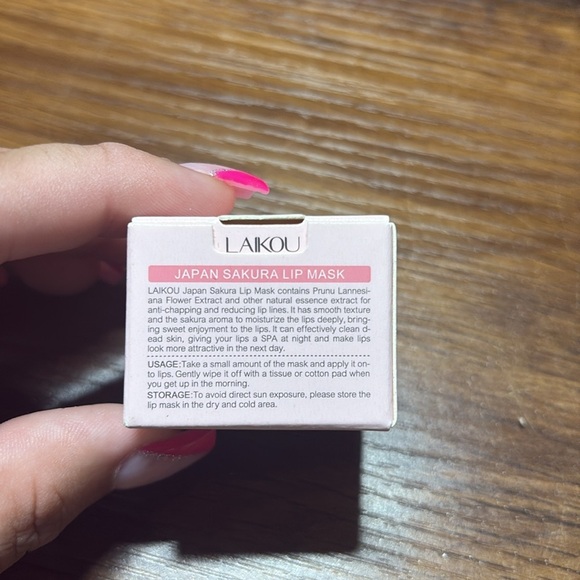 LAIKOU
JAPAN SAKURA LIP MASK
LAIKOU Japan Sakura Lip Mask contains Prunu Lannesi-
ana Flower Extract and other natural essence extract for
anti-chapping and reducing lip lines. It has smooth texture
and the sakura aroma to moisturize the lips deeply, bring-
ing sweet enjoyment to the lips. It can effectively clean d-
ead skin, giving your lips a SPA at night and make lips
look more attractive in the next day.
USAGE:Take a small amount of the mask and apply it on-
to lips. Gently wipe it off with a tissue or cotton pad when
you get up in the morning.
STORAGE:To avoid direct sun exposure, please store the
lip mask in the dry and cold area.